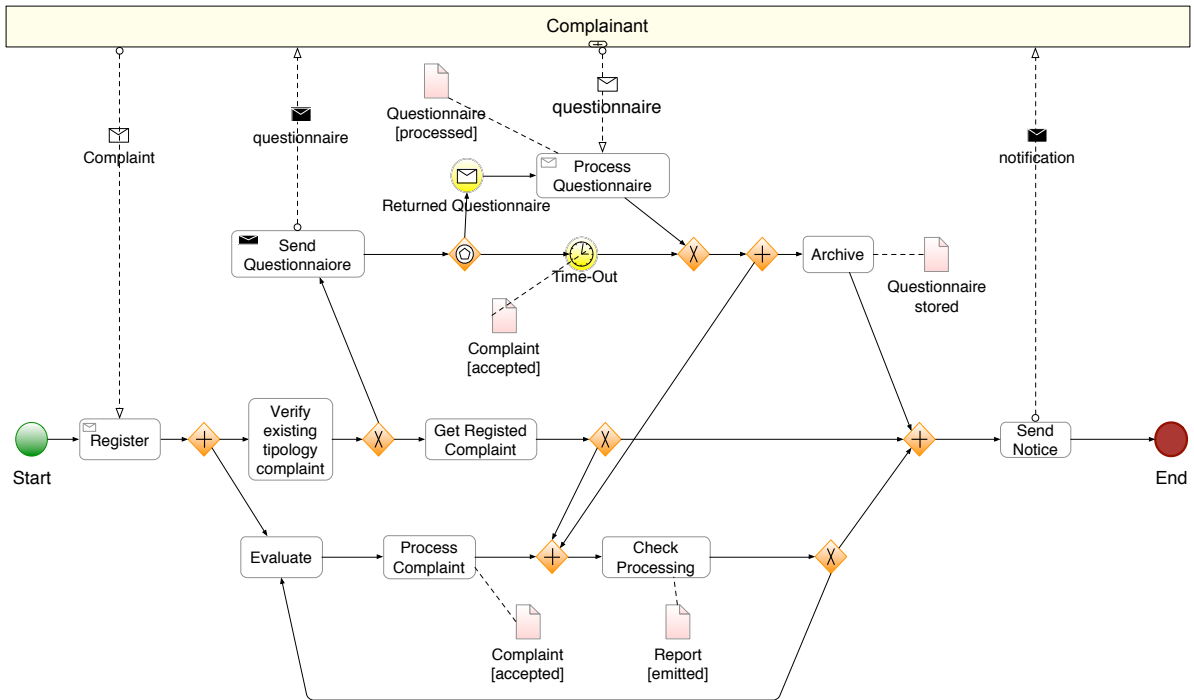 Complainant
Complaint
questionnaire
Questionnaire
[processed]
questionnaire
notification
Process
Questionnaire
Returned Questionnaire
Send
Questionnaiore
Time-Out
Archive
Questionnaire
stored
Complaint
[accepted]
Start
Register
Verify
existing
tipology
complaint
Get Registed
Complaint
Send
Notice
End
Evaluate
Process
Complaint
Check
Processing
Complaint
[accepted]
Report
[emitted]